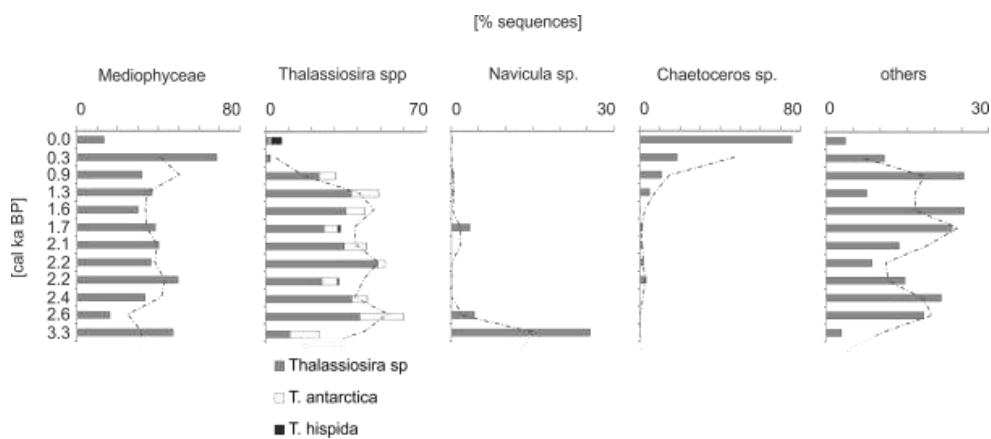 [% sequences]
Mediophyceae Thalassiosira spp Navicula sp. Chaetoceros sp. others
0 80 0 70 0 30 0 80 0 30
0.0
0.3
0.9
1.3
1.6
1.7
2.1
2.2
2.2
2.4
2.6
3.3
[cal ka BP]
Thalassiosira sp
T. antarctica
T. hispida